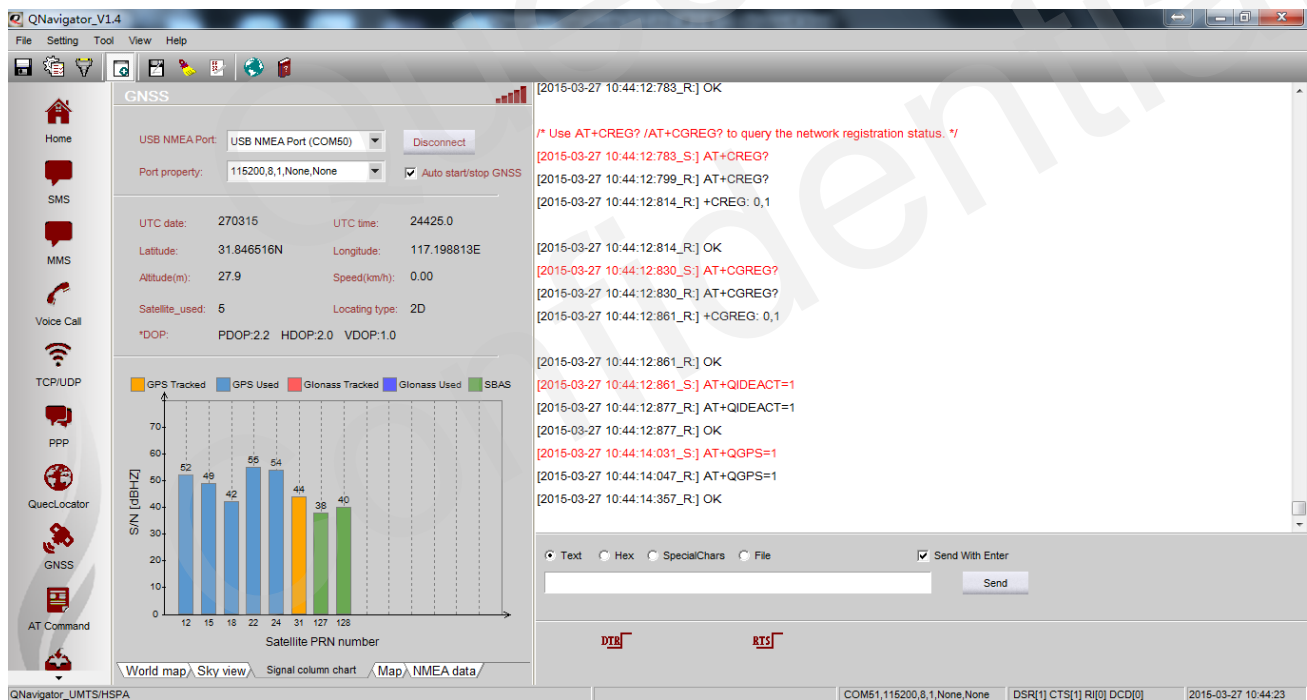 QNavigator_V1.4
File Setting Tool View Help
Home
SMS
MMS
Voice Call
TCP/UDP
PPP
QuecLocator
GNSS
AT Command
GNSS
USB NMEA Port: USB NMEA Port (COM50) Disconnect
Port property: 115200,8,1,None,None Auto start/stop GNSS
UTC date: 270315 UTC time: 24425.0
Latitude: 31.846516N Longitude: 117.198813E
Altitude(m): 27.9 Speed(km/h): 0.00
Satellite_used: 5 Locating type: 2D
*DOP: PDOP:2.2 HDOP:2.0 VDOP:1.0
GPS Tracked GPS Used Glonass Tracked Glonass Used SBAS
S/N [dBHZ]
70
60
50
40
30
20
10
0
52 49 42 55 54 44 38 40
12 15 18 22 24 31 127 128
Satellite PRN number
World map Sky view Signal column chart Map NMEA data
[2015-03-27 10:44:12:783_R:] OK
/* Use AT+CREG? /AT+CGREG? to query the network registration status. */
[2015-03-27 10:44:12:783_S:] AT+CREG?
[2015-03-27 10:44:12:799_R:] AT+CREG?
[2015-03-27 10:44:12:814_R:] +CREG: 0,1
[2015-03-27 10:44:12:814_R:] OK
[2015-03-27 10:44:12:830_S:] AT+CGREG?
[2015-03-27 10:44:12:830_R:] AT+CGREG?
[2015-03-27 10:44:12:861_R:] +CGREG: 0,1
[2015-03-27 10:44:12:861_R:] OK
[2015-03-27 10:44:12:861_S:] AT+QIDEACT=1
[2015-03-27 10:44:12:877_R:] AT+QIDEACT=1
[2015-03-27 10:44:12:877_R:] OK
[2015-03-27 10:44:14:031_S:] AT+QGPS=1
[2015-03-27 10:44:14:047_R:] AT+QGPS=1
[2015-03-27 10:44:14:357_R:] OK
Text Hex SpecialChars File Send With Enter
Send
DTR RTS
QNavigator_UMTS/HSPA COM51,115200,8,1,None,None DSR[1] CTS[1] RI[0] DCD[0] 2015-03-27 10:44:23